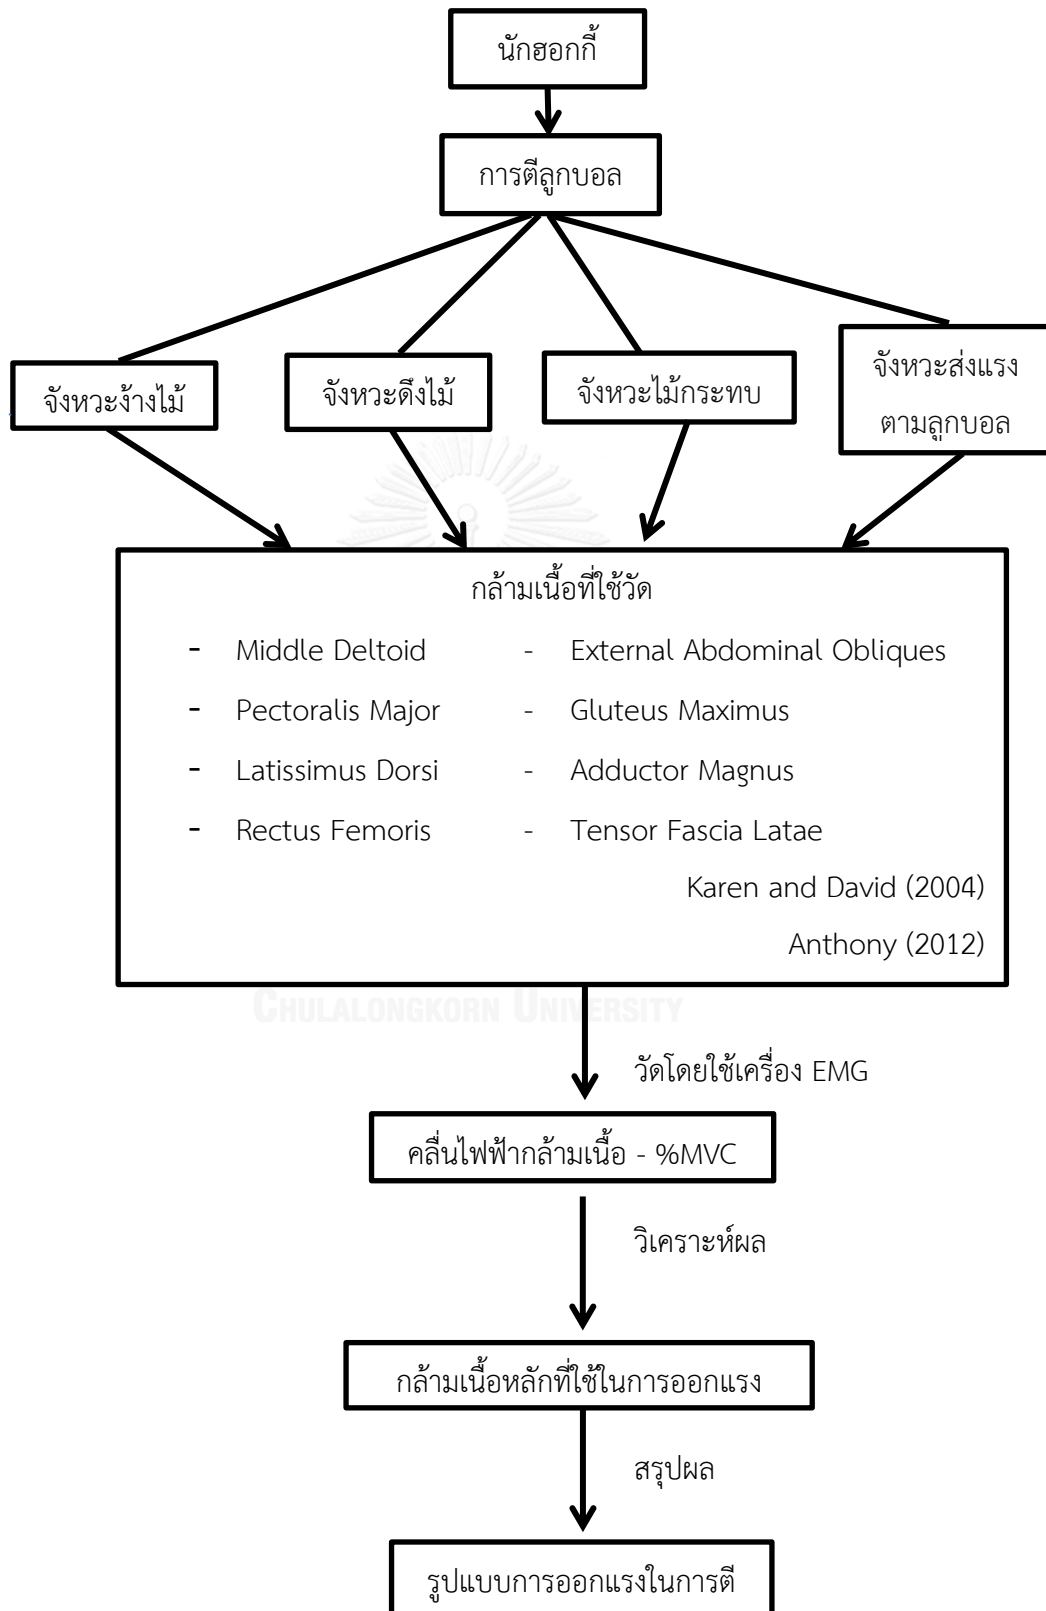 นักฮอกกี้
การตีลูกบอล
จังหวะง้างไม้
จังหวะดึงไม้
จังหวะไม้กระทบ
จังหวะส่งแรง
ตามลูกบอล
กล้ามเนื้อที่ใช้วัด
- Middle Deltoid - External Abdominal Obliques
- Pectoralis Major - Gluteus Maximus
- Latissimus Dorsi - Adductor Magnus
- Rectus Femoris - Tensor Fascia Latae
Karen and David (2004)
Anthony (2012)
CHULALONGKORN UNIVERSITY
วัดโดยใช้เครื่อง EMG
คลื่นไฟฟ้ากล้ามเนื้อ - %MVC
วิเคราะห์ผล
กล้ามเนื้อหลักที่ใช้ในการออกแรง
สรุปผล
รูปแบบการออกแรงในการตี